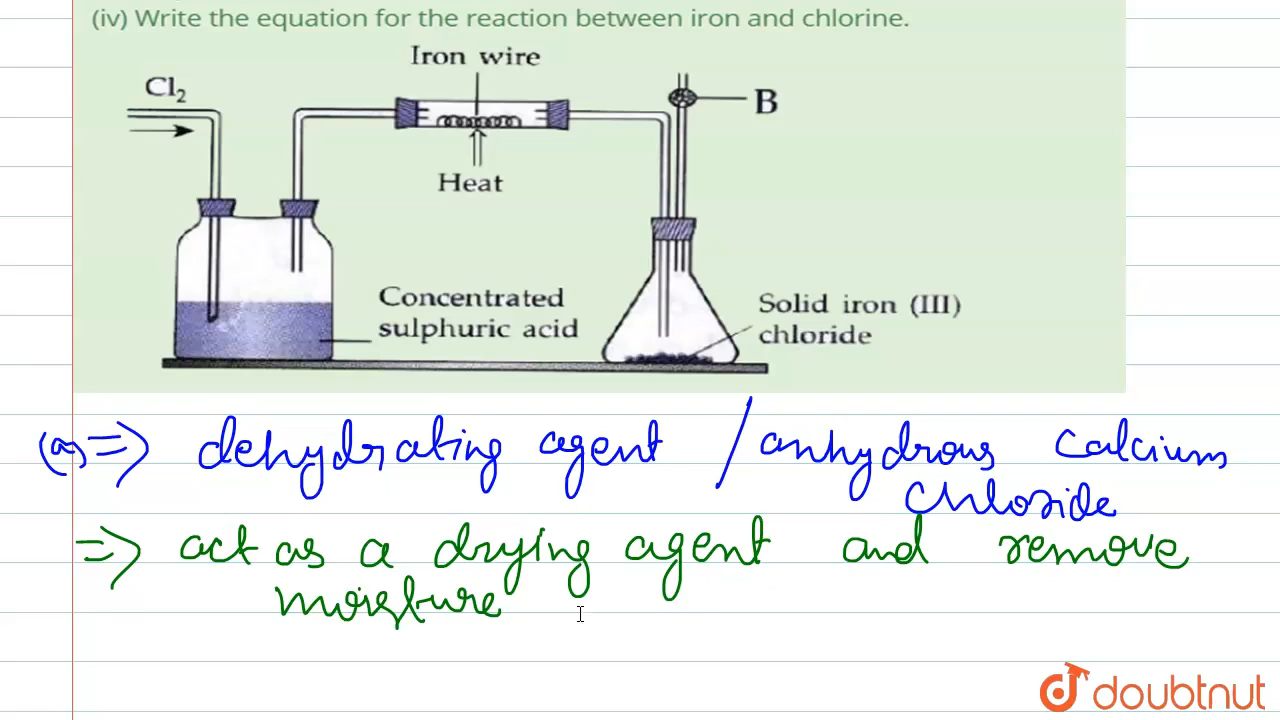 (iv) Write the equation for the reaction between iron and chlorine.
Iron wire
Cl₂
B
Heat
Concentrated
sulphuric acid
Solid iron (III)
chloride
(a) => dehydrating agent / anhydrous calcium
chloride
=> act as a drying agent and remove
moisture
doubtnut